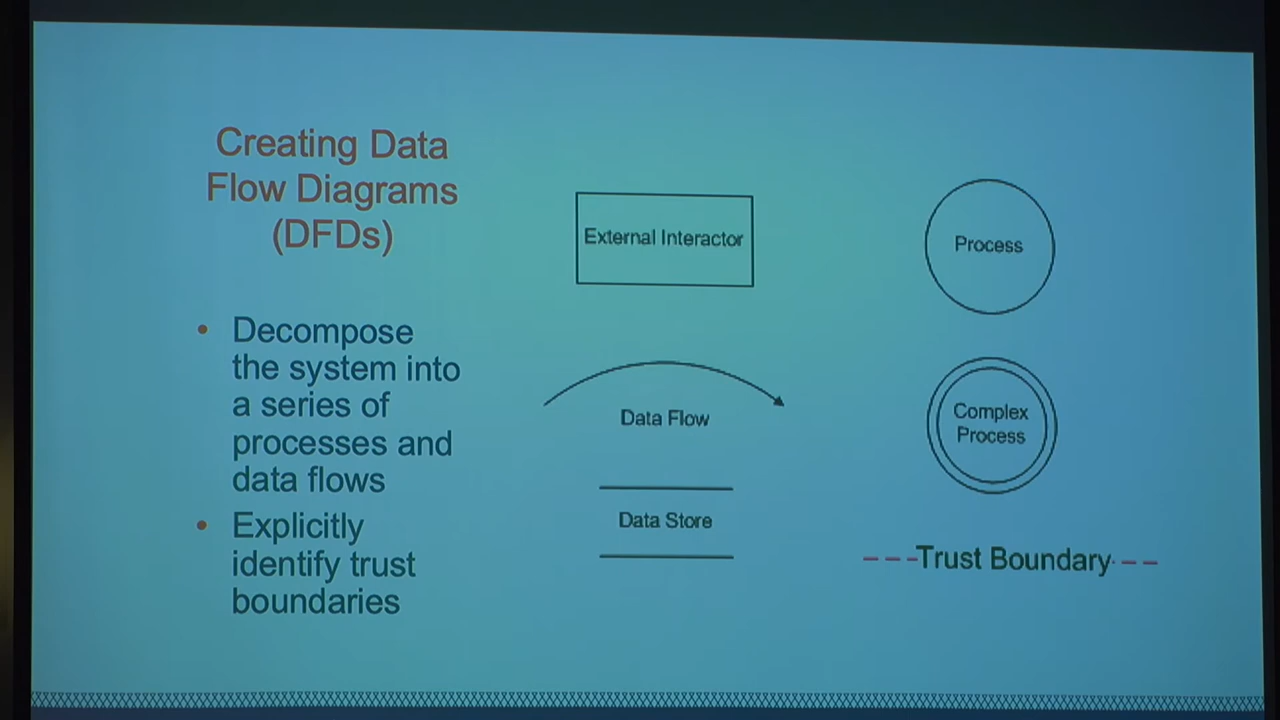 Creating Data
Flow Diagrams
(DFDs)
• Decompose
the system into
a series of
processes and
data flows
• Explicitly
identify trust
boundaries
External Interactor
Process
Data Flow
Complex
Process
Data Store
Trust Boundary